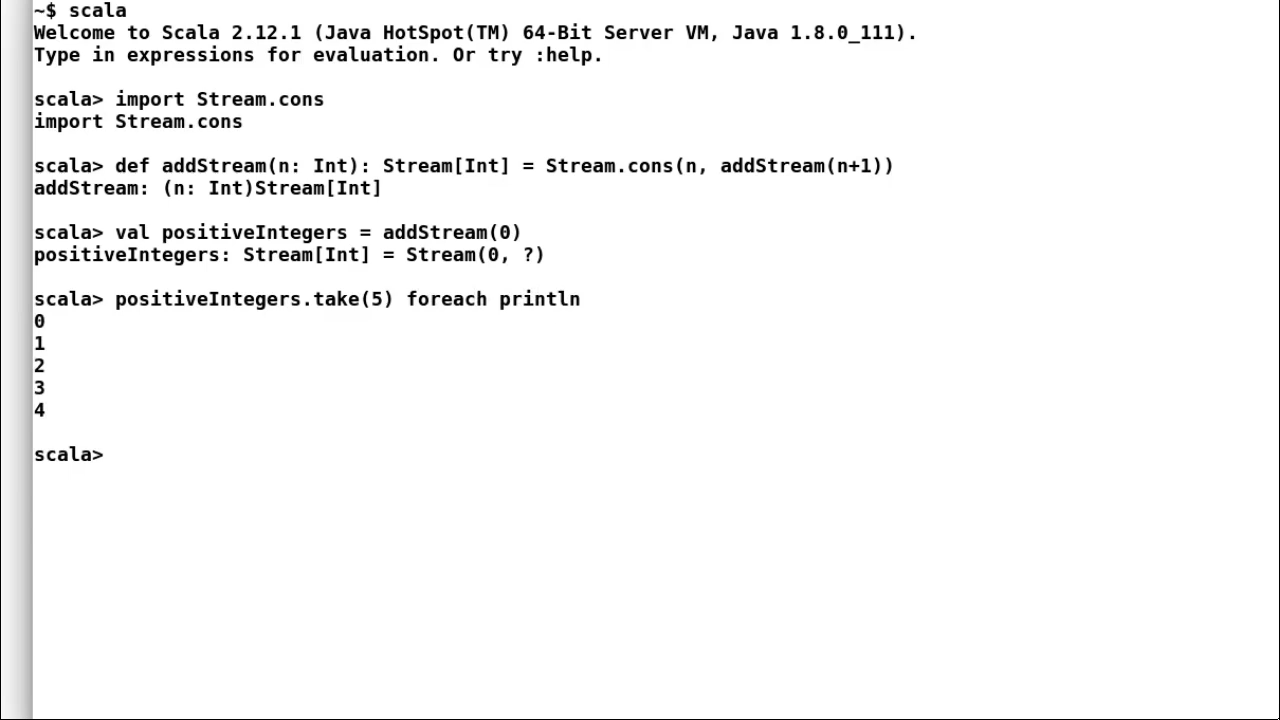 ~$ scala
Welcome to Scala 2.12.1 (Java HotSpot(TM) 64-Bit Server VM, Java 1.8.0_111).
Type in expressions for evaluation. Or try :help.
scala> import Stream.cons
import Stream.cons
scala> def addStream(n: Int): Stream[Int] = Stream.cons(n, addStream(n+1))
addStream: (n: Int)Stream[Int]
scala> val positiveIntegers = addStream(0)
positiveIntegers: Stream[Int] = Stream(0, ?)
scala> positiveIntegers.take(5) foreach println
0
1
2
3
4
scala>